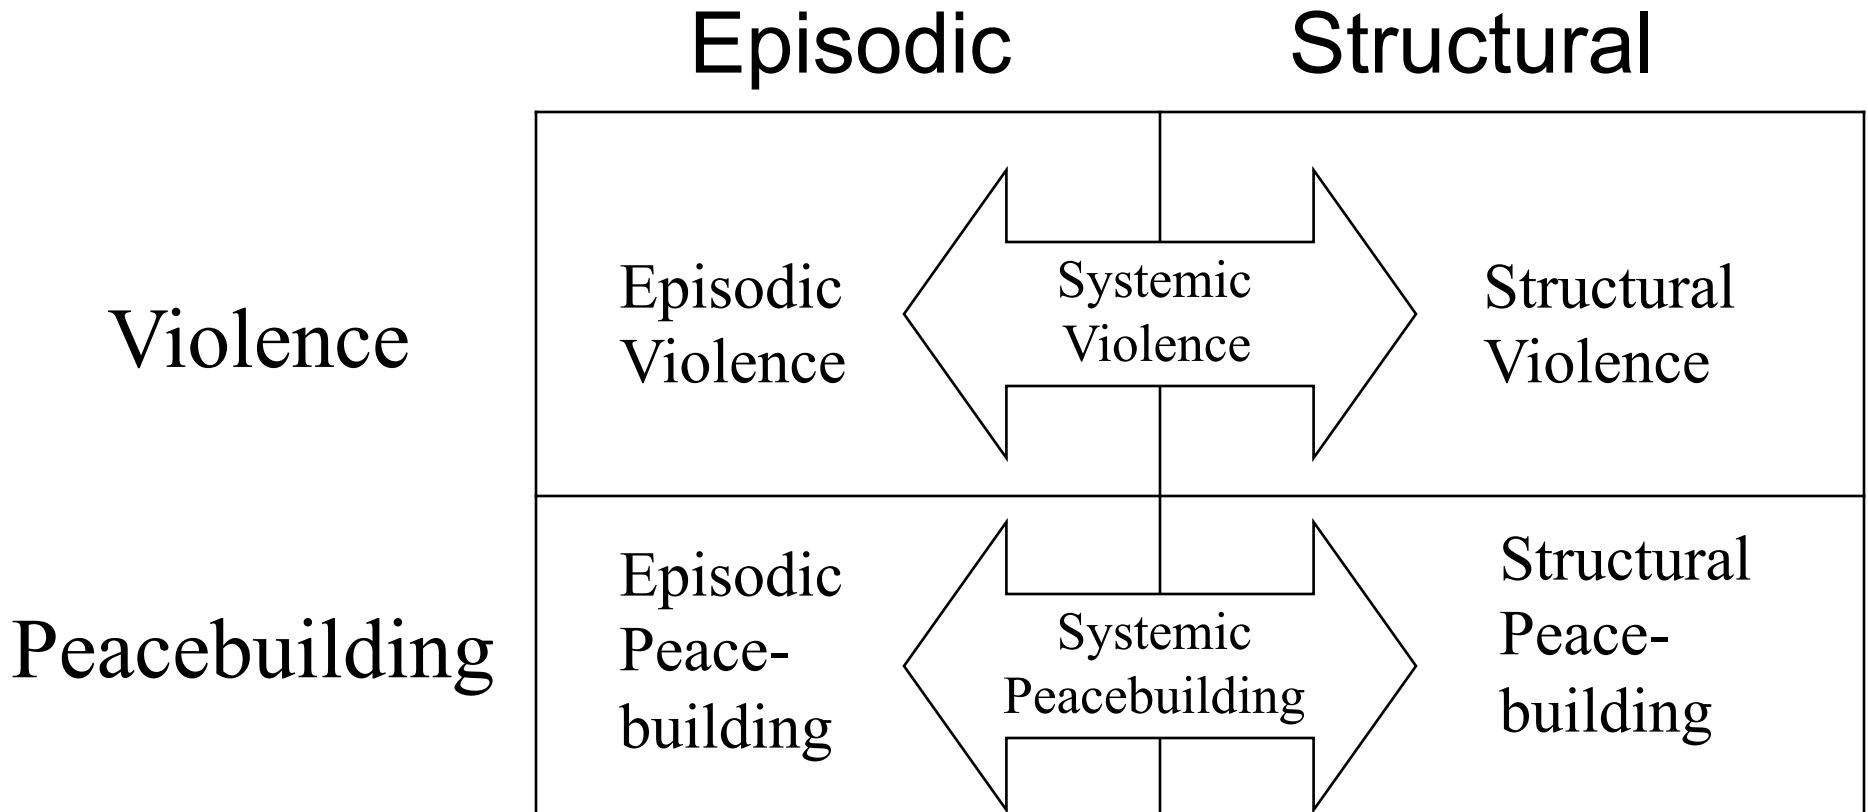 Episodic Structural
Violence
Episodic
Violence
Systemic
Violence
Structural
Violence
Peacebuilding
Episodic
Peace-
building
Systemic
Peacebuilding
Structural
Peace-
building